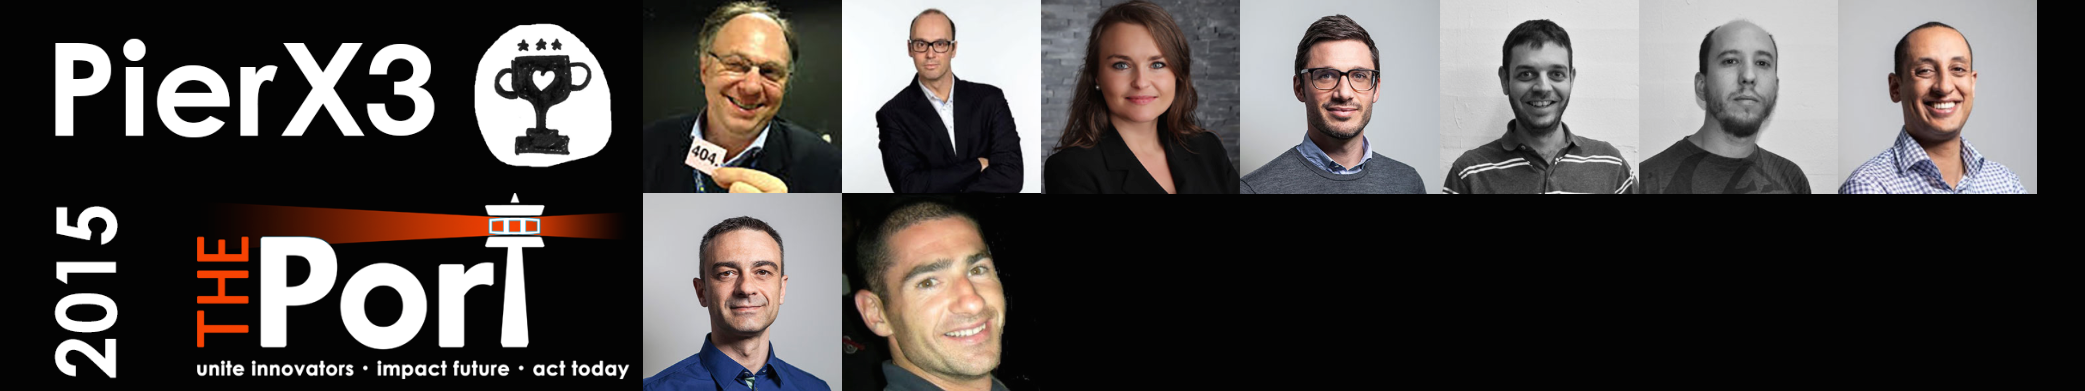 PierX3
404
2015
THE
Port
unite innovators • impact future • act today